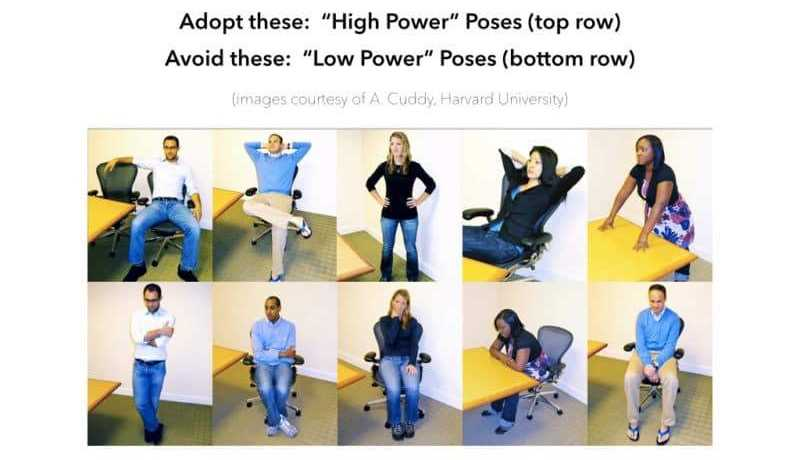 Adopt these: “High Power” Poses (top row)
Avoid these: “Low Power” Poses (bottom row)
(images courtesy of A. Cuddy, Harvard University)